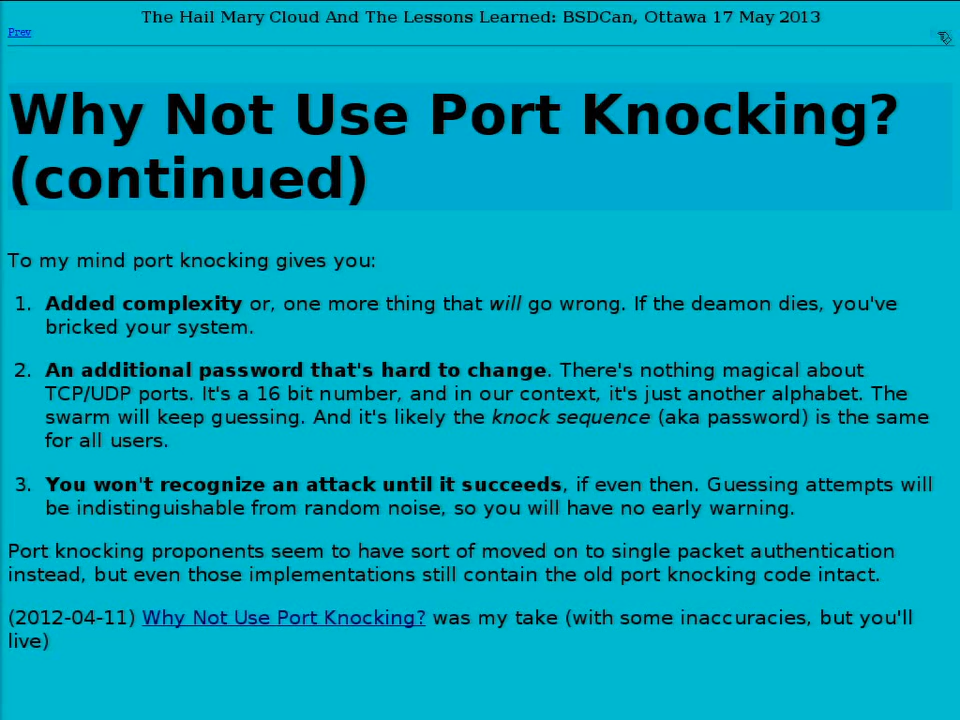 The Hail Mary Cloud And The Lessons Learned: BSDCan, Ottawa 17 May 2013
Prev
Why Not Use Port Knocking?
(continued)
To my mind port knocking gives you:
1. Added complexity or, one more thing that will go wrong. If the deamon dies, you've
bricked your system.
2. An additional password that's hard to change. There's nothing magical about
TCP/UDP ports. It's a 16 bit number, and in our context, it's just another alphabet. The
swarm will keep guessing. And it's likely the knock sequence (aka password) is the same
for all users.
3. You won't recognize an attack until it succeeds, if even then. Guessing attempts will
be indistinguishable from random noise, so you will have no early warning.
Port knocking proponents seem to have sort of moved on to single packet authentication
instead, but even those implementations still contain the old port knocking code intact.
(2012-04-11) Why Not Use Port Knocking? was my take (with some inaccuracies, but you'll
live)